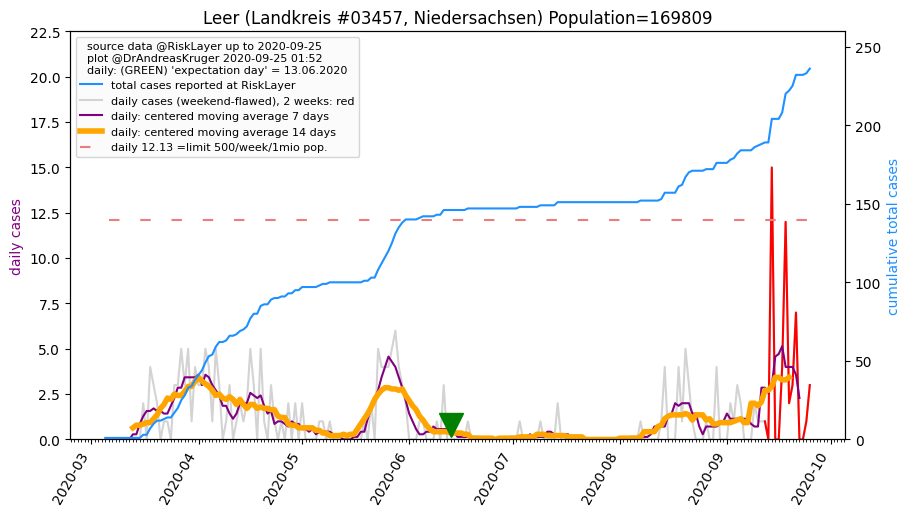 Leer (Landkreis #03457, Niedersachsen) Population=169809
source data @RiskLayer up to 2020-09-25
plot @DrAndreasKruger 2020-09-25 01:52
daily: (GREEN) 'expectation day' = 13.06.2020
total cases reported at RiskLayer
daily cases (weekend-flawed), 2 weeks: red
daily: centered moving average 7 days
daily: centered moving average 14 days
daily 12.13 =limit 500/week/1mio pop.
daily cases
22.5
20.0
17.5
15.0
12.5
10.0
7.5
5.0
2.5
0.0
250
200
150
100
50
0
cumulative total cases
2020-03
2020-04
2020-05
2020-06
2020-07
2020-08
2020-09
2020-10